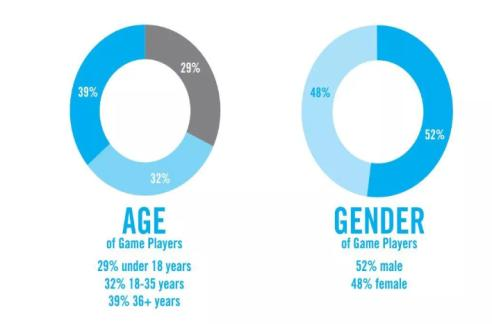 29%
39%
32%
AGE
of Game Players
29% under 18 years
32% 18-35 years
39% 36+ years
48%
52%
GENDER
of Game Players
52% male
48% female